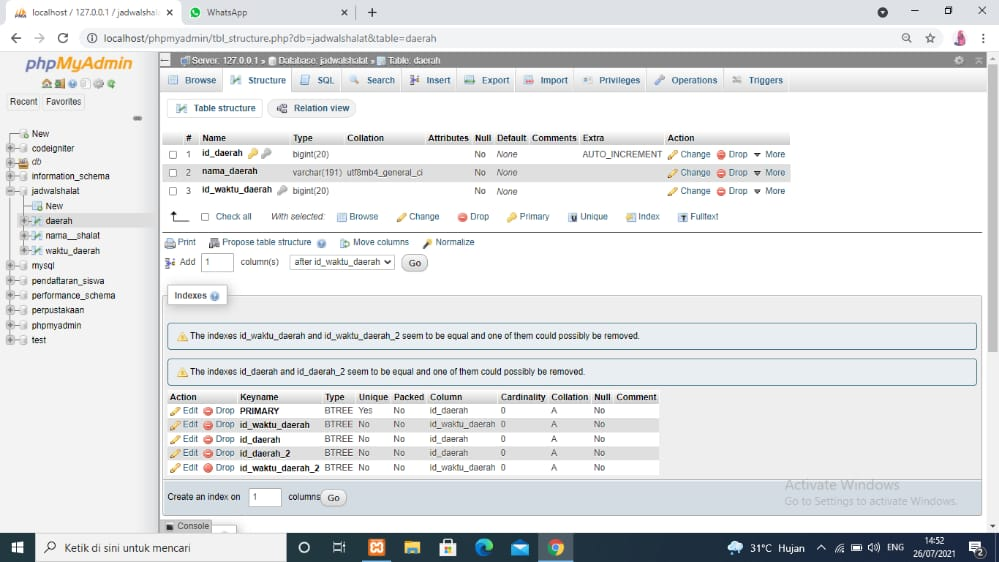 localhost / 127.0.0.1 / jadwalshal
WhatsApp
localhost/phpmyadmin/tbl_structure.php?db=jadwalshalat&table=daerah
phpMyAdmin
Server: 127.0.0.1 » Database: jadwalshalat » Table: daerah
Browse Structure SQL Search Insert Export Import Privileges Operations Triggers
Recent Favorites
New
codeigniter
db
information_schema
jadwalshalat
New
daerah
nama__shalat
waktu_daerah
mysql
pendaftaran_siswa
performance_schema
perpustakaan
phpmyadmin
test
Table structure Relation view
# Name Type Collation Attributes Null Default Comments Extra Action
1 id_daerah bigint(20) No None AUTO_INCREMENT Change Drop More
2 nama_daerah varchar(191) utf8mb4_general_ci No None Change Drop More
3 id_waktu_daerah bigint(20) No None Change Drop More
Check all With selected: Browse Change Drop Primary Unique Index Fulltext
Print Propose table structure Move columns Normalize
Add 1 column(s) after id_waktu_daerah Go
Indexes
The indexes id_waktu_daerah and id_waktu_daerah_2 seem to be equal and one of them could possibly be removed.
The indexes id_daerah and id_daerah_2 seem to be equal and one of them could possibly be removed.
Action Keyname Type Unique Packed Column Cardinality Collation Null Comment
Edit Drop PRIMARY BTREE Yes No id_daerah 0 A No
Edit Drop id_waktu_daerah BTREE No No id_waktu_daerah 0 A No
Edit Drop id_daerah BTREE No No id_daerah 0 A No
Edit Drop id_daerah_2 BTREE No No id_daerah 0 A No
Edit Drop id_waktu_daerah_2 BTREE No No id_waktu_daerah 0 A No
Create an index on 1 columns Go
Console
Activate Windows
Go to Settings to activate Windows.
Ketik di sini untuk mencari
31°C Hujan
ENG
14:52
26/07/2021
2